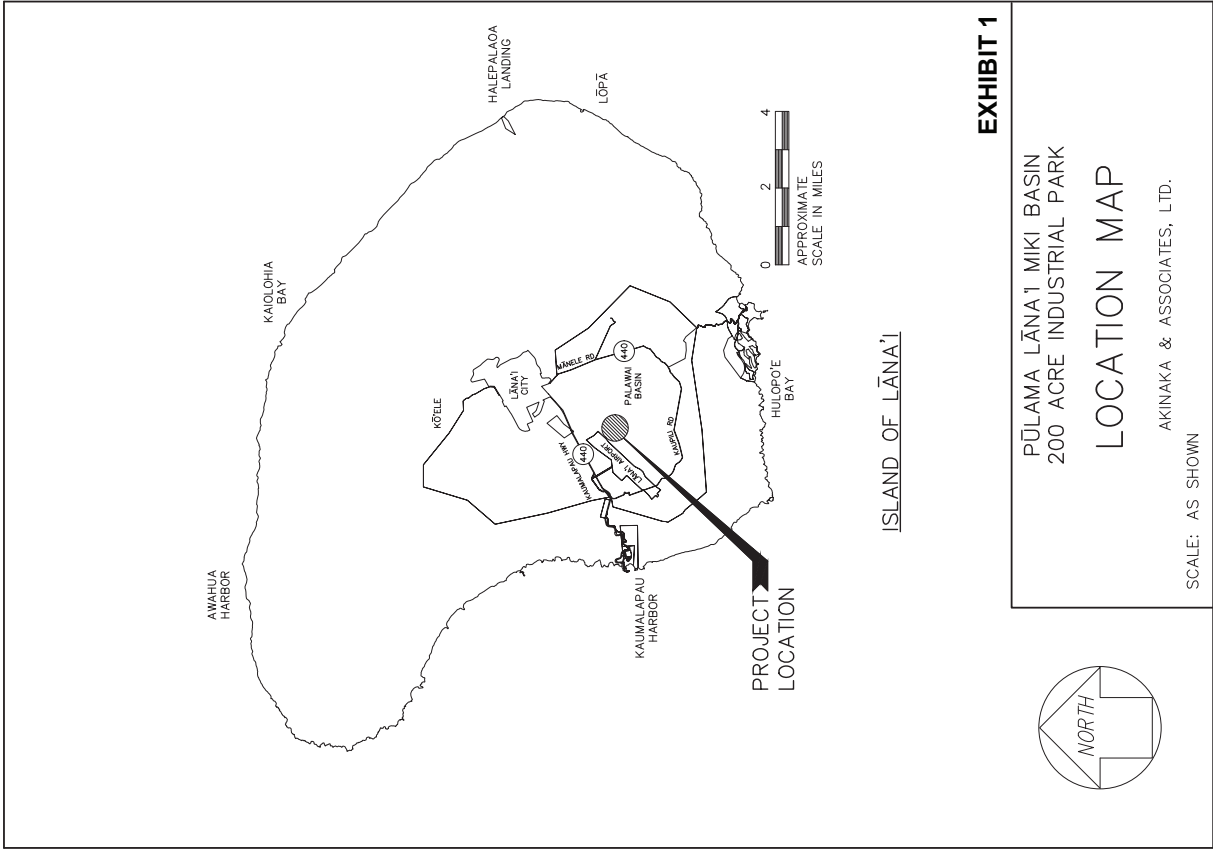 AWAHUA
HARBOR
KAIOLOHIA
BAY
HALEPALAOA
LANDING
LŌPĀ
KŌ'ELE
LĀNA'I
CITY
MĀNELE RD
440
KAUMALAPAU HWY
440
PALAWAI
BASIN
LĀNA'I AIRPORT
KAUPILI RD
KAUMALAPAU
HARBOR
HULOPO'E
BAY
PROJECT
LOCATION
0 2 4
APPROXIMATE
SCALE IN MILES
ISLAND OF LĀNA'I
EXHIBIT 1
NORTH
PŪLAMA LĀNA'I MIKI BASIN
200 ACRE INDUSTRIAL PARK
LOCATION MAP
AKINAKA & ASSOCIATES, LTD.
SCALE: AS SHOWN